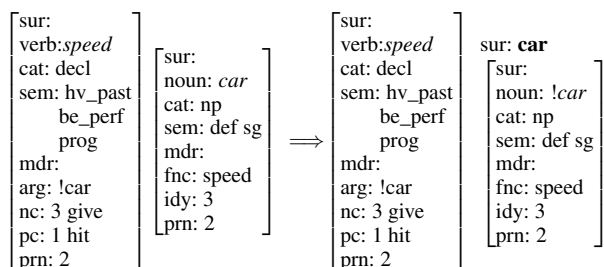 sur:
verb:speed
cat: decl
sem: hv_past
be_perf
prog
mdr:
arg: !car
nc: 3 give
pc: 1 hit
prn: 2
sur:
noun: car
cat: np
sem: def sg
mdr:
fnc: speed
idy: 3
prn: 2
⟹
sur:
verb:speed
cat: decl
sem: hv_past
be_perf
prog
mdr:
arg: !car
nc: 3 give
pc: 1 hit
prn: 2
sur: car
sur:
noun: !car
cat: np
sem: def sg
mdr:
fnc: speed
idy: 3
prn: 2